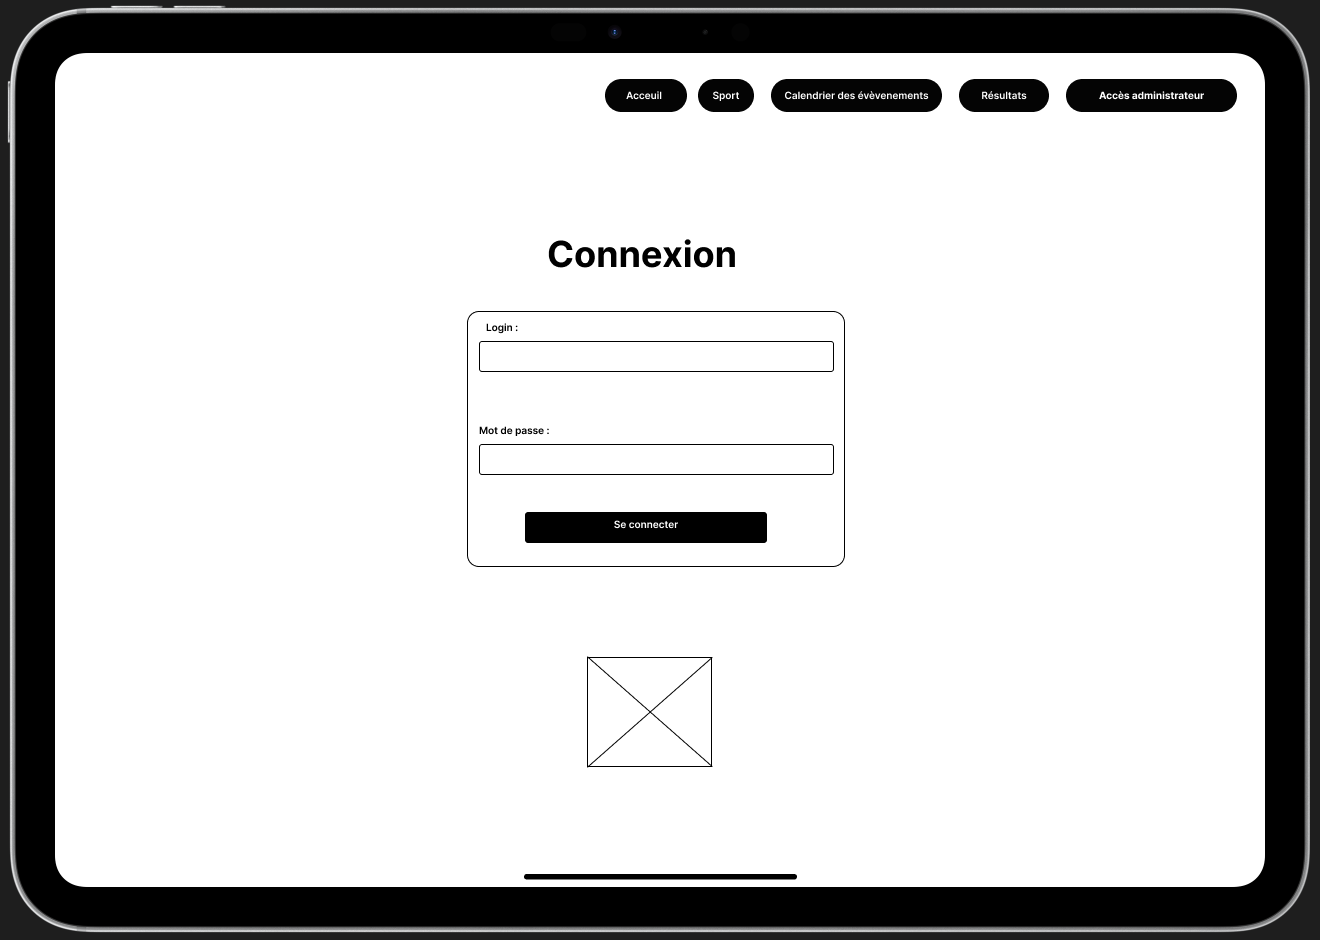 Acceuil
Sport
Calendrier des évèvenements
Résultats
Accès administrateur
Connexion
Login :
Mot de passe :
Se connecter